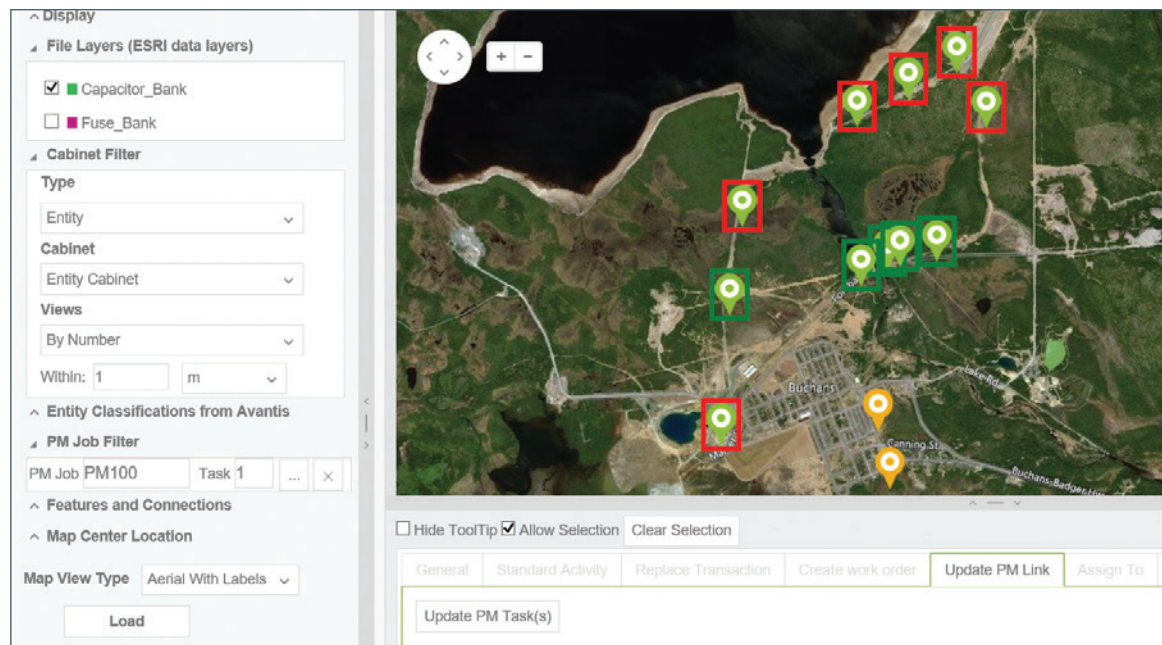 Display
File Layers (ESRI data layers)
Capacitor_Bank
Fuse_Bank
Cabinet Filter
Type
Entity
Cabinet
Entity Cabinet
Views
By Number
Within: 1 m
Entity Classifications from Avantis
PM Job Filter
PM Job PM100 Task 1 ...
Features and Connections
Map Center Location
Map View Type Aerial With Labels
Load
Buchans
Lake Rd
Canning St
Buchans-Badger Hwy
Hide ToolTip Allow Selection Clear Selection
General Standard Activity Replace Transaction Create work order Update PM Link Assign To
Update PM Task(s)